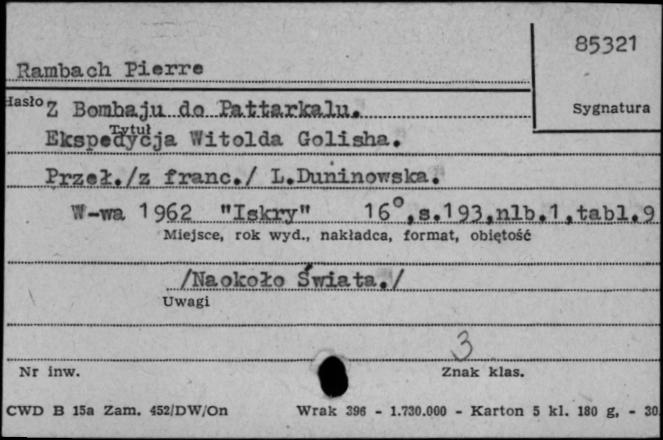 85321
Rambach Pierre
Hasło Z Bombaju do Pattarkalu.
Sygnatura
Tytuł
Ekspedycja Witolda Golisha.
Przeł./z franc./ L.Duninowska.
W-wa 1962 "Iskry" 16°,s.193,nlb.1,tabl.9
Miejsce, rok wyd., nakładca, format, obiętość
/Naokoło Świata./
Uwagi
3
Nr inw. Znak klas.
CWD B 15a Zam. 452/DW/On Wrak 396 - 1.730.000 - Karton 5 kl. 180 g, - 30